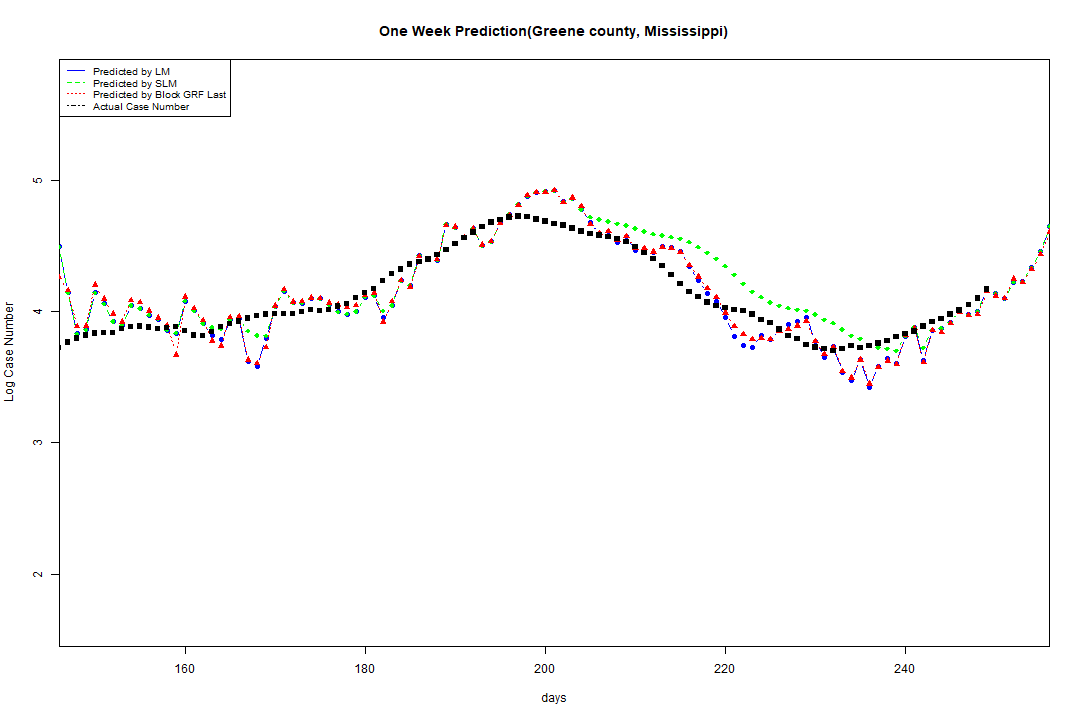 One Week Prediction(Greene county, Mississippi)
Predicted by LM
Predicted by SLM
Predicted by Block GRF Last
Actual Case Number
5
4
3
2
Log Case Number
160 180 200 220 240
days